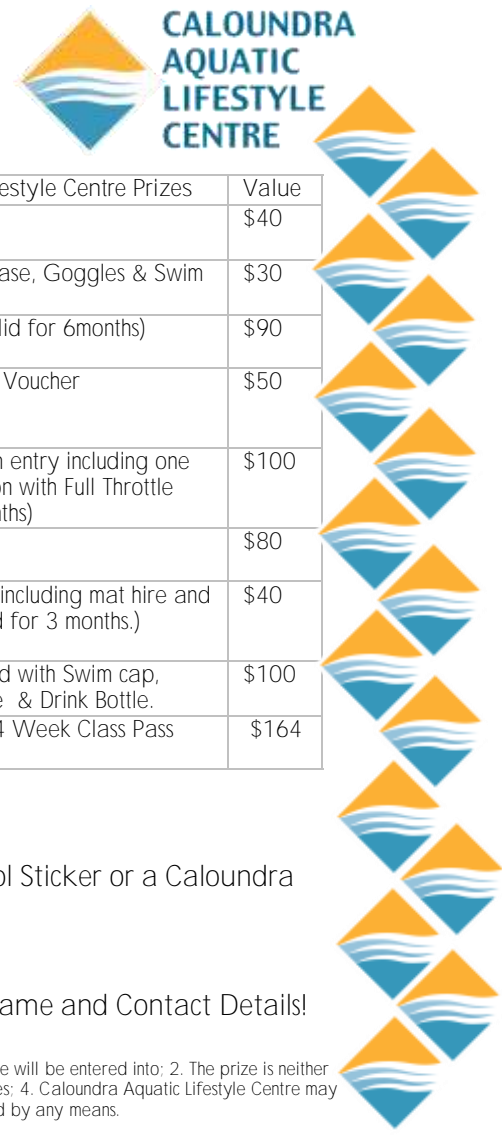 CALOUNDRA
AQUATIC
LIFESTYLE
CENTRE
estyle Centre Prizes Value
$40
ase, Goggles & Swim $30
lid for 6months) $90
Voucher $50
n entry including one $100
on with Full Throttle
ths)
$80
including mat hire and $40
d for 3 months.)
d with Swim cap, $100
e & Drink Bottle.
4 Week Class Pass $164
ol Sticker or a Caloundra
ame and Contact Details!
e will be entered into; 2. The prize is neither
es; 4. Caloundra Aquatic Lifestyle Centre may
d by any means.